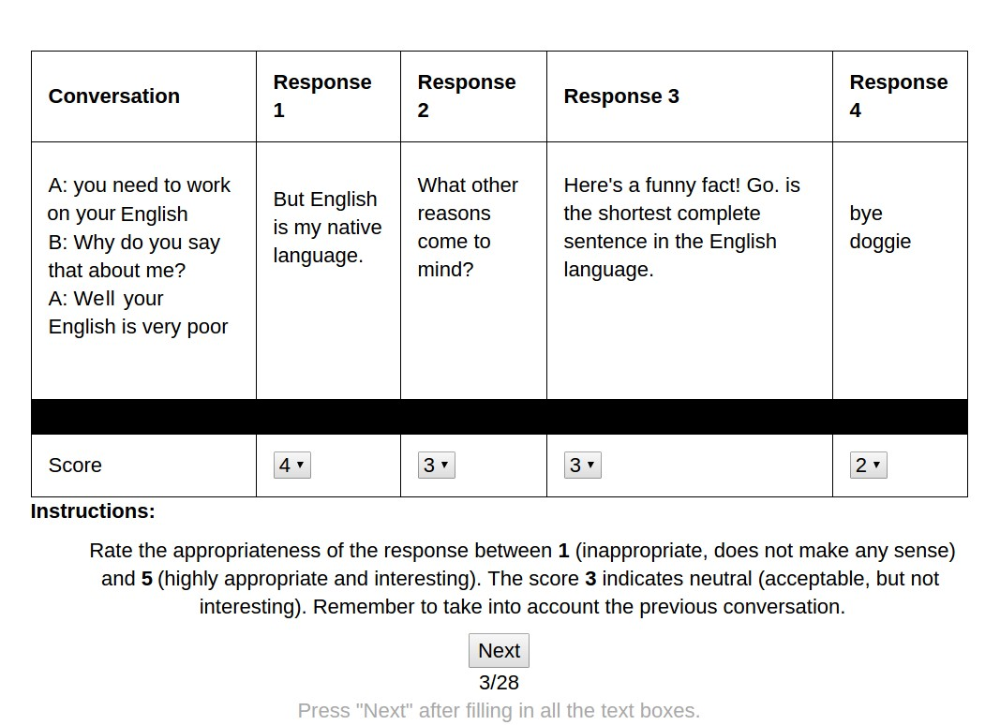 Conversation
Response
1
Response
2
Response 3
Response
4
A: you need to work
on your English
B: Why do you say
that about me?
A: Well your
English is very poor
But English
is my native
language.
What other
reasons
come to
mind?
Here's a funny fact! Go. is
the shortest complete
sentence in the English
language.
bye
doggie
Score
4
3
3
2
Instructions:
Rate the appropriateness of the response between 1 (inappropriate, does not make any sense)
and 5 (highly appropriate and interesting). The score 3 indicates neutral (acceptable, but not
interesting). Remember to take into account the previous conversation.
Next
3/28
Press "Next" after filling in all the text boxes.